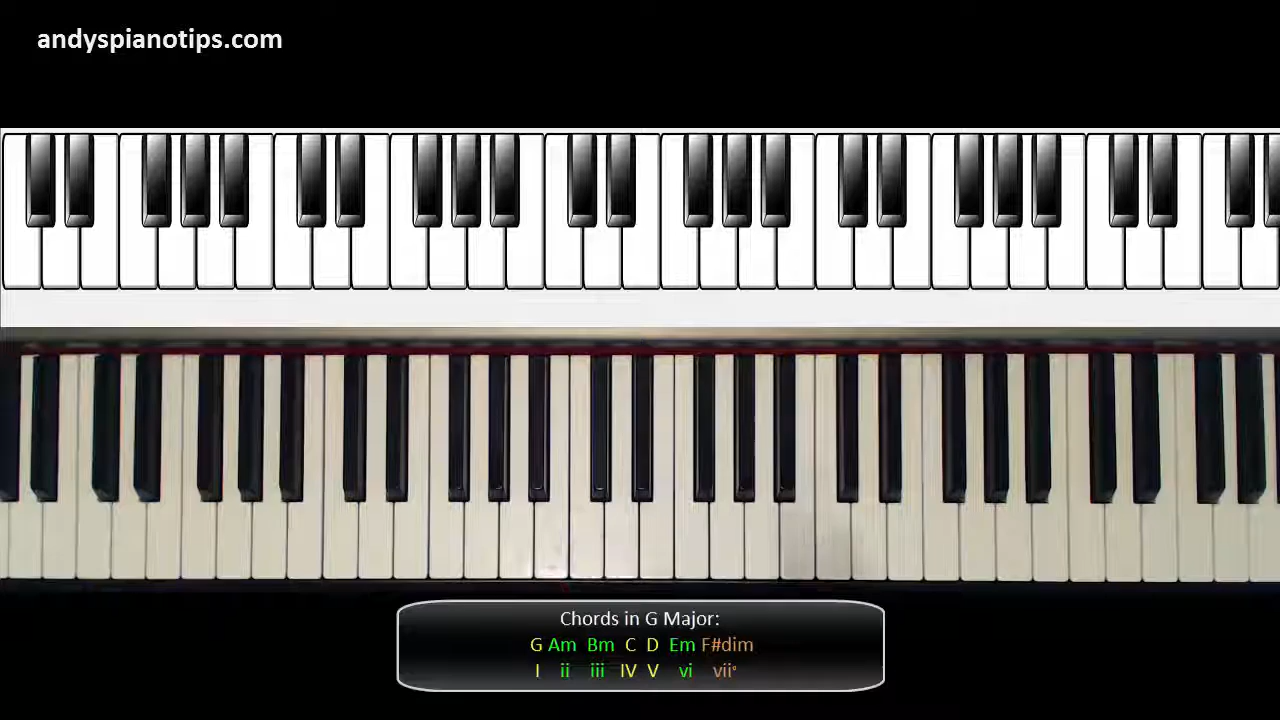 andyspianotips.com
Chords in G Major:
G Am Bm C D Em F#dim
I ii iii IV V vi vii°